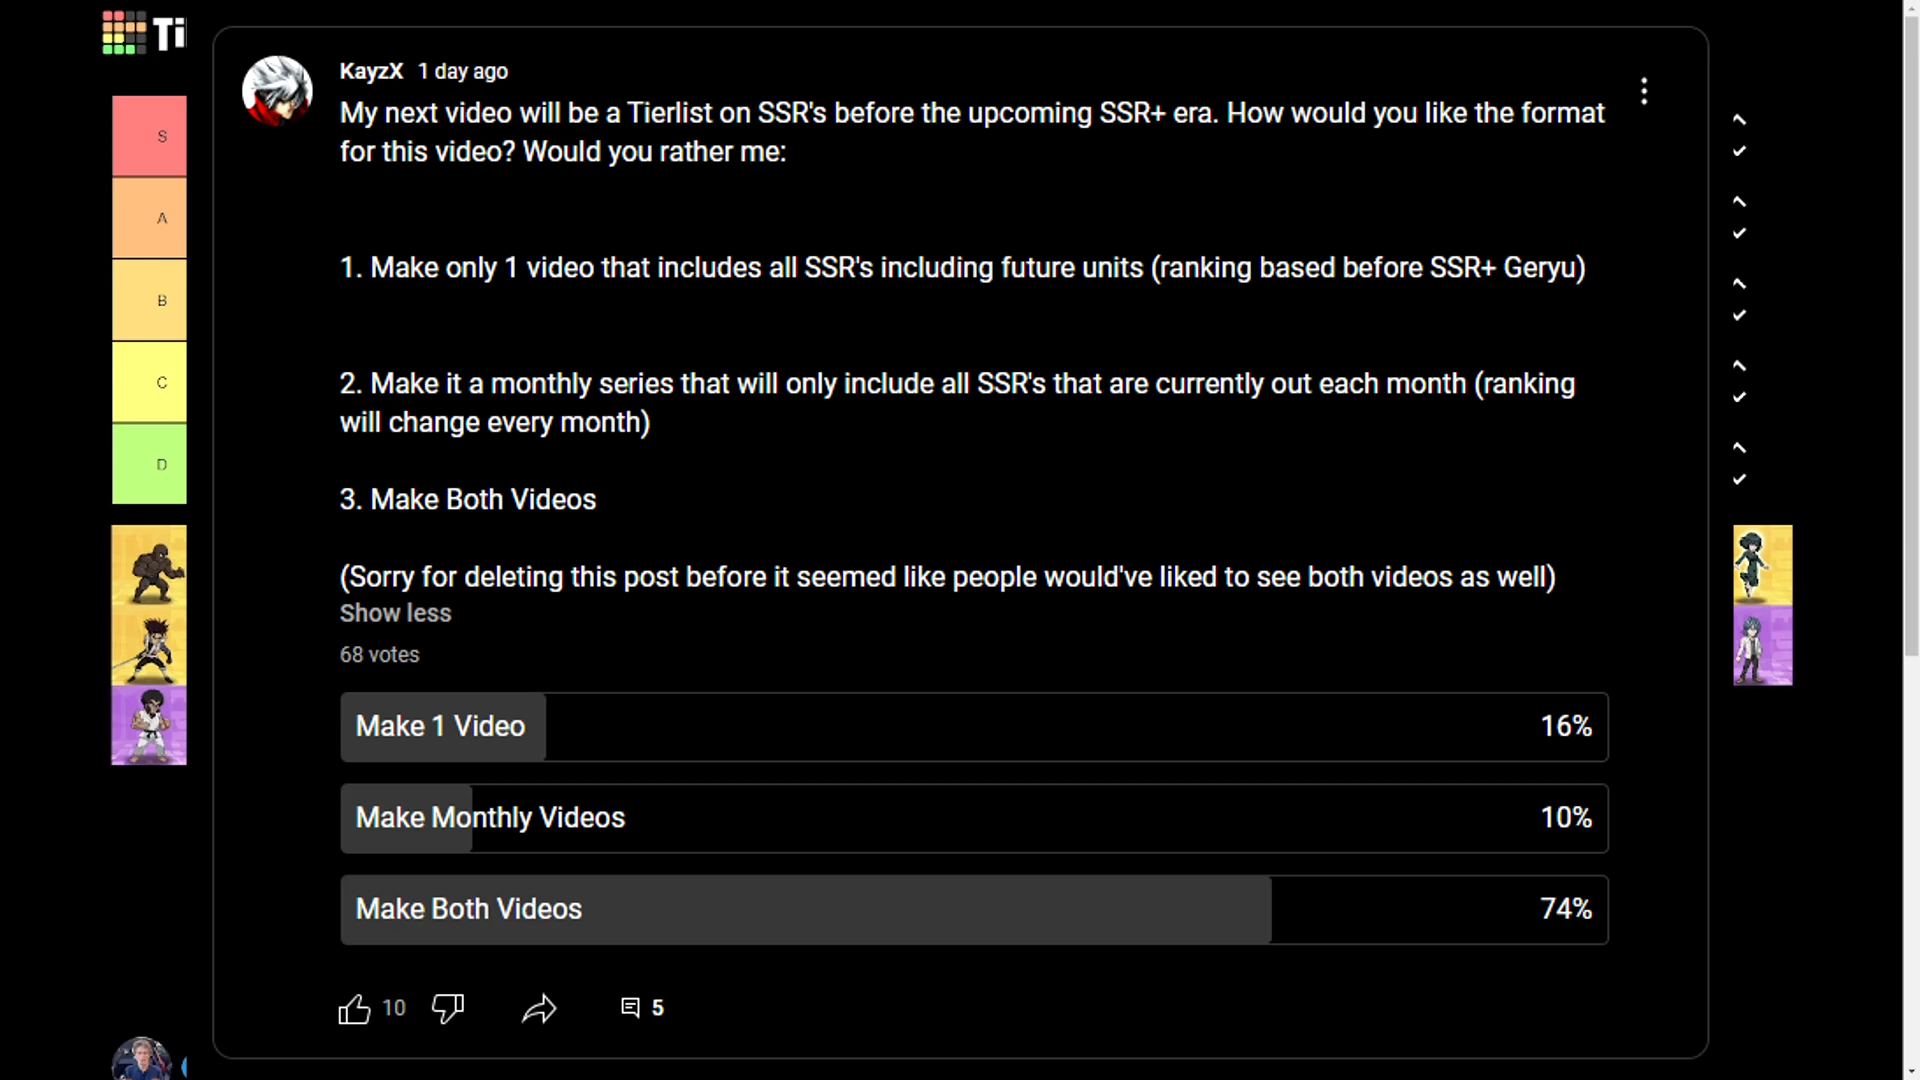 Ti
S
A
B
C
D
KayzX 1 day ago
My next video will be a Tierlist on SSR's before the upcoming SSR+ era. How would you like the format
for this video? Would you rather me:
1. Make only 1 video that includes all SSR's including future units (ranking based before SSR+ Geryu)
2. Make it a monthly series that will only include all SSR's that are currently out each month (ranking
will change every month)
3. Make Both Videos
(Sorry for deleting this post before it seemed like people would've liked to see both videos as well)
Show less
68 votes
Make 1 Video 16%
Make Monthly Videos 10%
Make Both Videos 74%
10 5